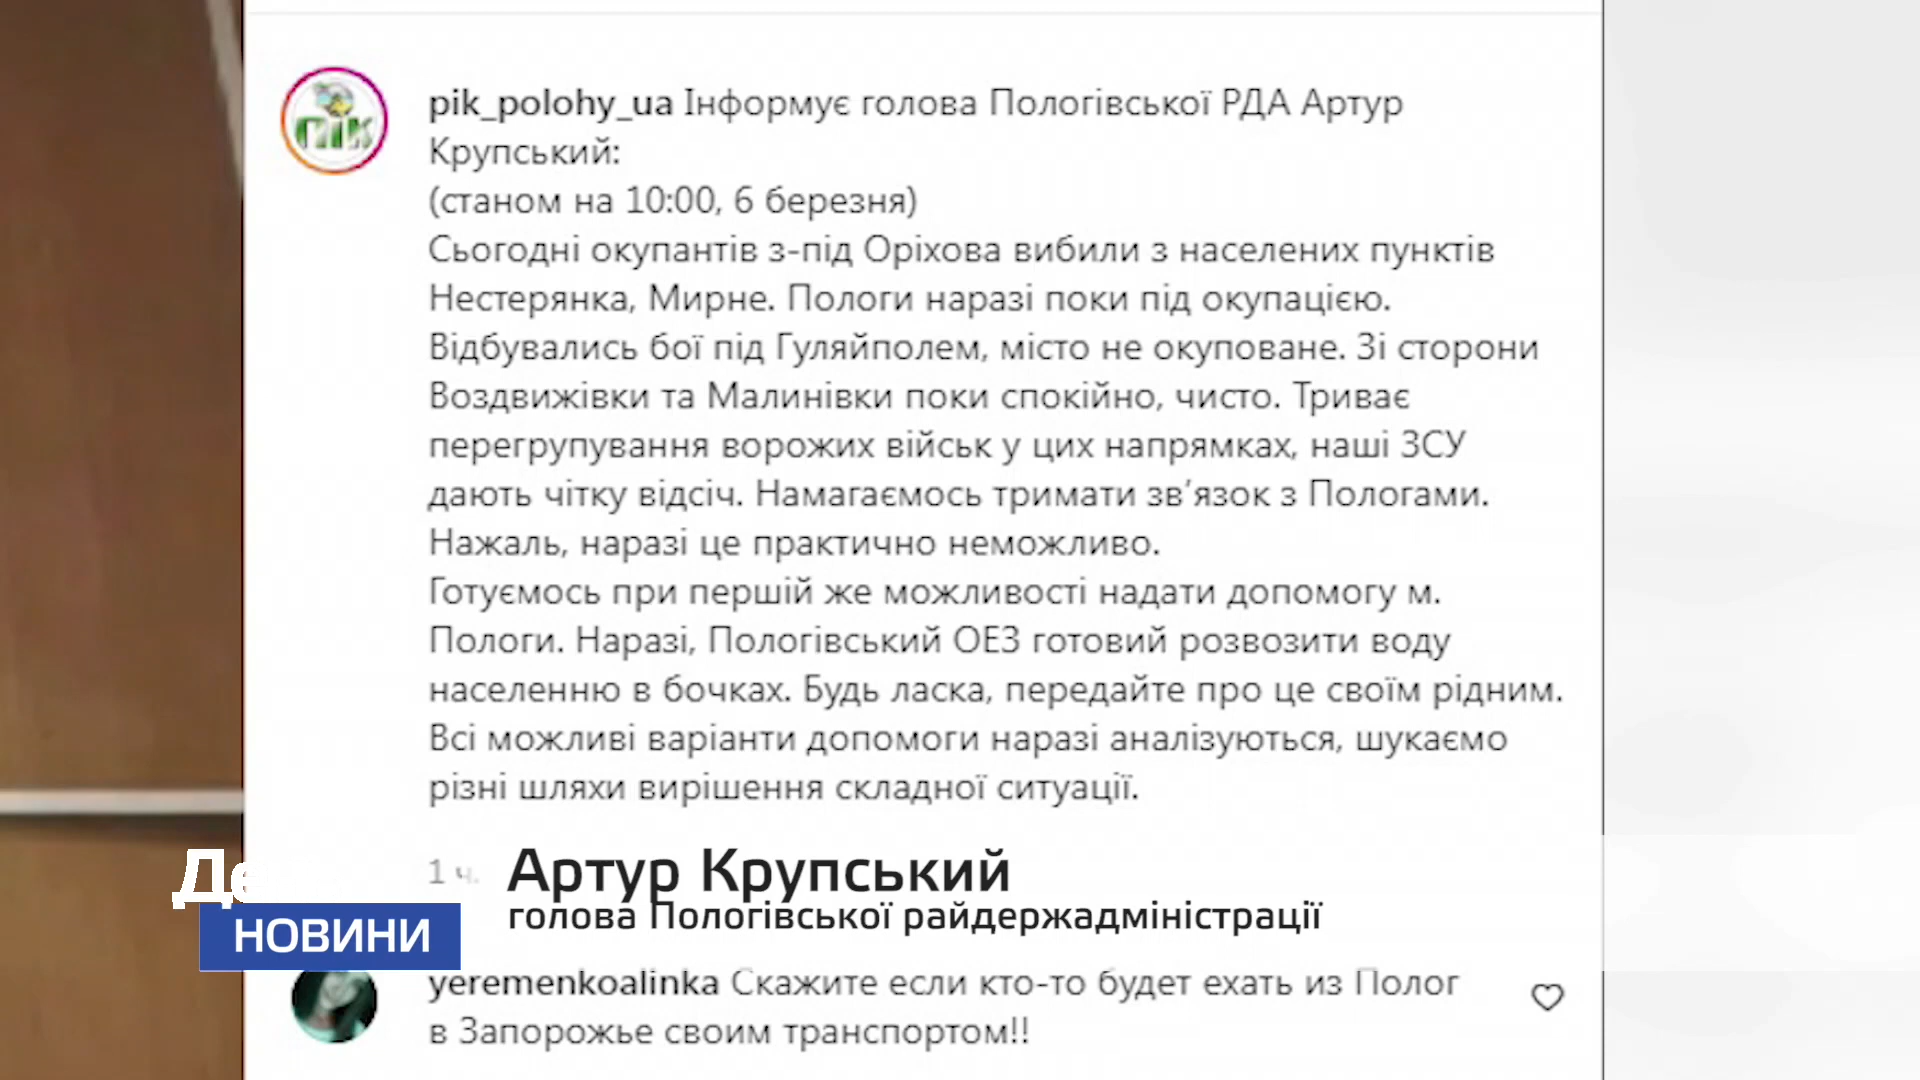 pik_polohy_ua Інформує голова Пологівської РДА Артур
Крупський:
(станом на 10:00, 6 березня)
Сьогодні окупантів з-під Оріхова вибили з населених пунктів
Нестерянка, Мирне. Пологи наразі поки під окупацією.
Відбувались бої під Гуляйполем, місто не окуповане. Зі сторони
Воздвижівки та Малинівки поки спокійно, чисто. Триває
перегрупування ворожих військ у цих напрямках, наші ЗСУ
дають чітку відсіч. Намагаємось тримати зв’язок з Пологами.
Нажаль, наразі це практично неможливо.
Готуємось при першій же можливості надати допомогу м.
Пологи. Наразі, Пологівський ОЕЗ готовий розвозити воду
населенню в бочках. Будь ласка, передайте про це своїм рідним.
Всі можливі варіанти допомоги наразі аналізуються, шукаємо
різні шляхи вирішення складної ситуації.
ПіК
1 ч.
Артур Крупський
голова Пологівської райдержадміністрації
НОВИНИ
yeremenkoalinka Скажите если кто-то будет ехать из Полог
в Запорожье своим транспортом!!